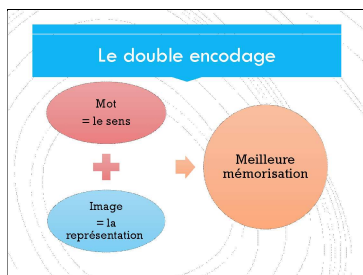 Le double encodage
Mot
= le sens
Image
= la
représentation
Meilleure
mémorisation